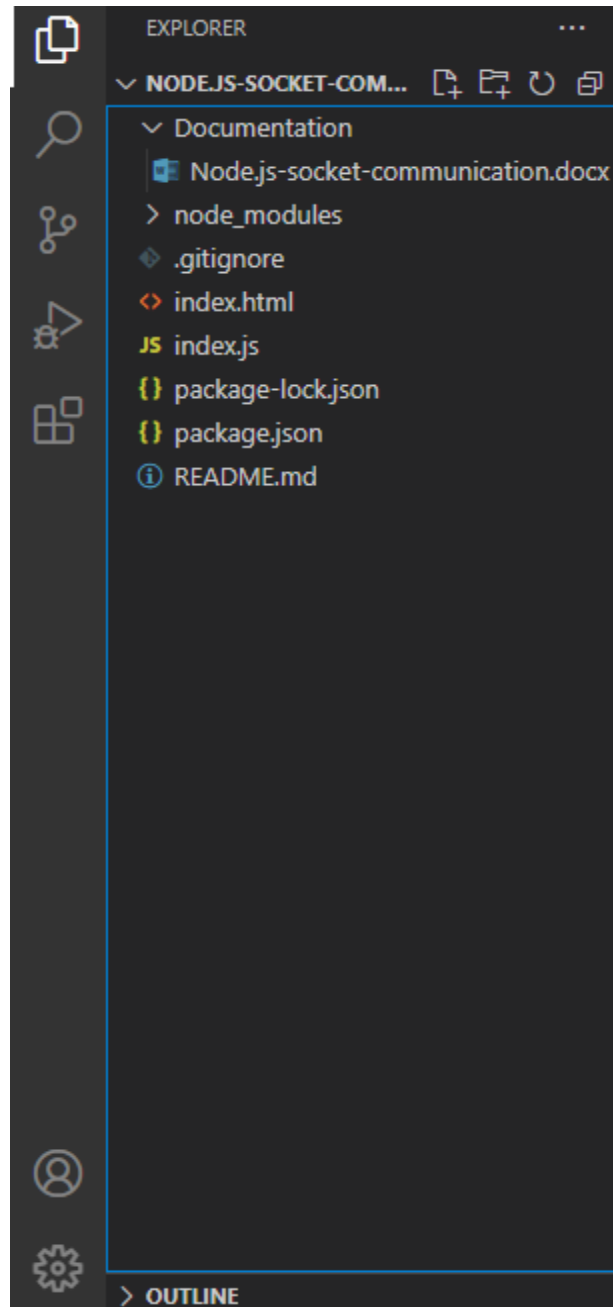 EXPLORER
NODE.JS-SOCKET-COM...
Documentation
Node.js-socket-communication.docx
node_modules
.gitignore
index.html
JS index.js
{} package-lock.json
{} package.json
README.md
OUTLINE